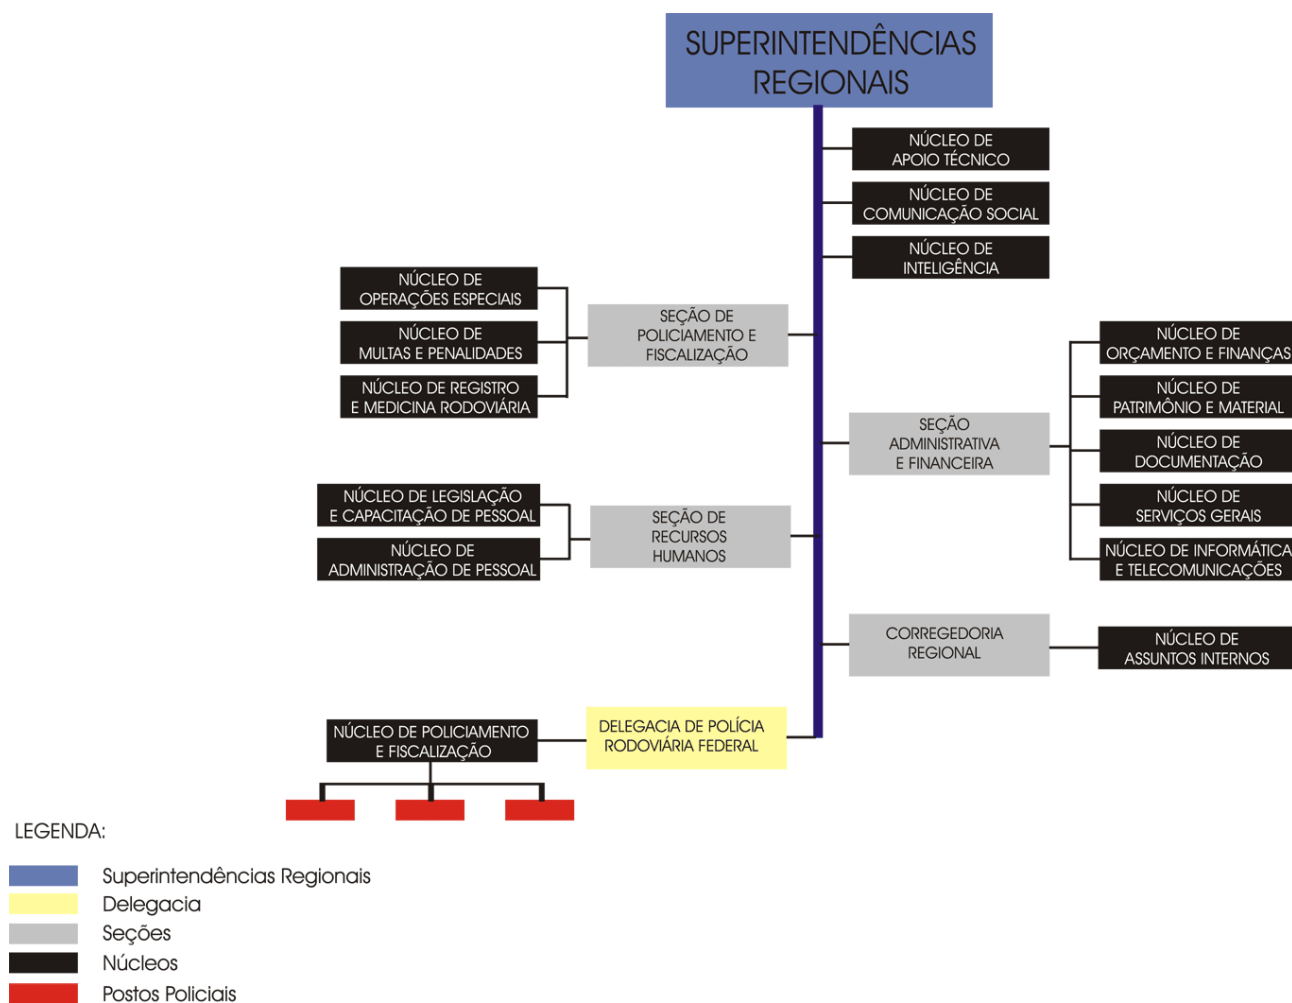 SUPERINTENDÊNCIAS
REGIONAIS
NÚCLEO DE
APOIO TÉCNICO
NÚCLEO DE
COMUNICAÇÃO SOCIAL
NÚCLEO DE
INTELIGÊNCIA
NÚCLEO DE
OPERAÇÕES ESPECIAIS
NÚCLEO DE
MULTAS E PENALIDADES
NÚCLEO DE REGISTRO
E MEDICINA RODOVIÁRIA
SEÇÃO DE
POLICIAMENTO E
FISCALIZAÇÃO
SEÇÃO
ADMINISTRATIVA
E FINANCEIRA
NÚCLEO DE
ORÇAMENTO E FINANÇAS
NÚCLEO DE
PATRIMÔNIO E MATERIAL
NÚCLEO DE
DOCUMENTAÇÃO
NÚCLEO DE
SERVIÇOS GERAIS
NÚCLEO DE INFORMÁTICA
E TELECOMUNICAÇÕES
NÚCLEO DE LEGISLAÇÃO
E CAPACITAÇÃO DE PESSOAL
NÚCLEO DE
ADMINISTRAÇÃO DE PESSOAL
SEÇÃO DE
RECURSOS
HUMANOS
CORREGEDORIA
REGIONAL
NÚCLEO DE
ASSUNTOS INTERNOS
NÚCLEO DE POLICIAMENTO
E FISCALIZAÇÃO
DELEGACIA DE POLÍCIA
RODOVIÁRIA FEDERAL
LEGENDA:
Superintendências Regionais
Delegacia
Seções
Núcleos
Postos Policiais